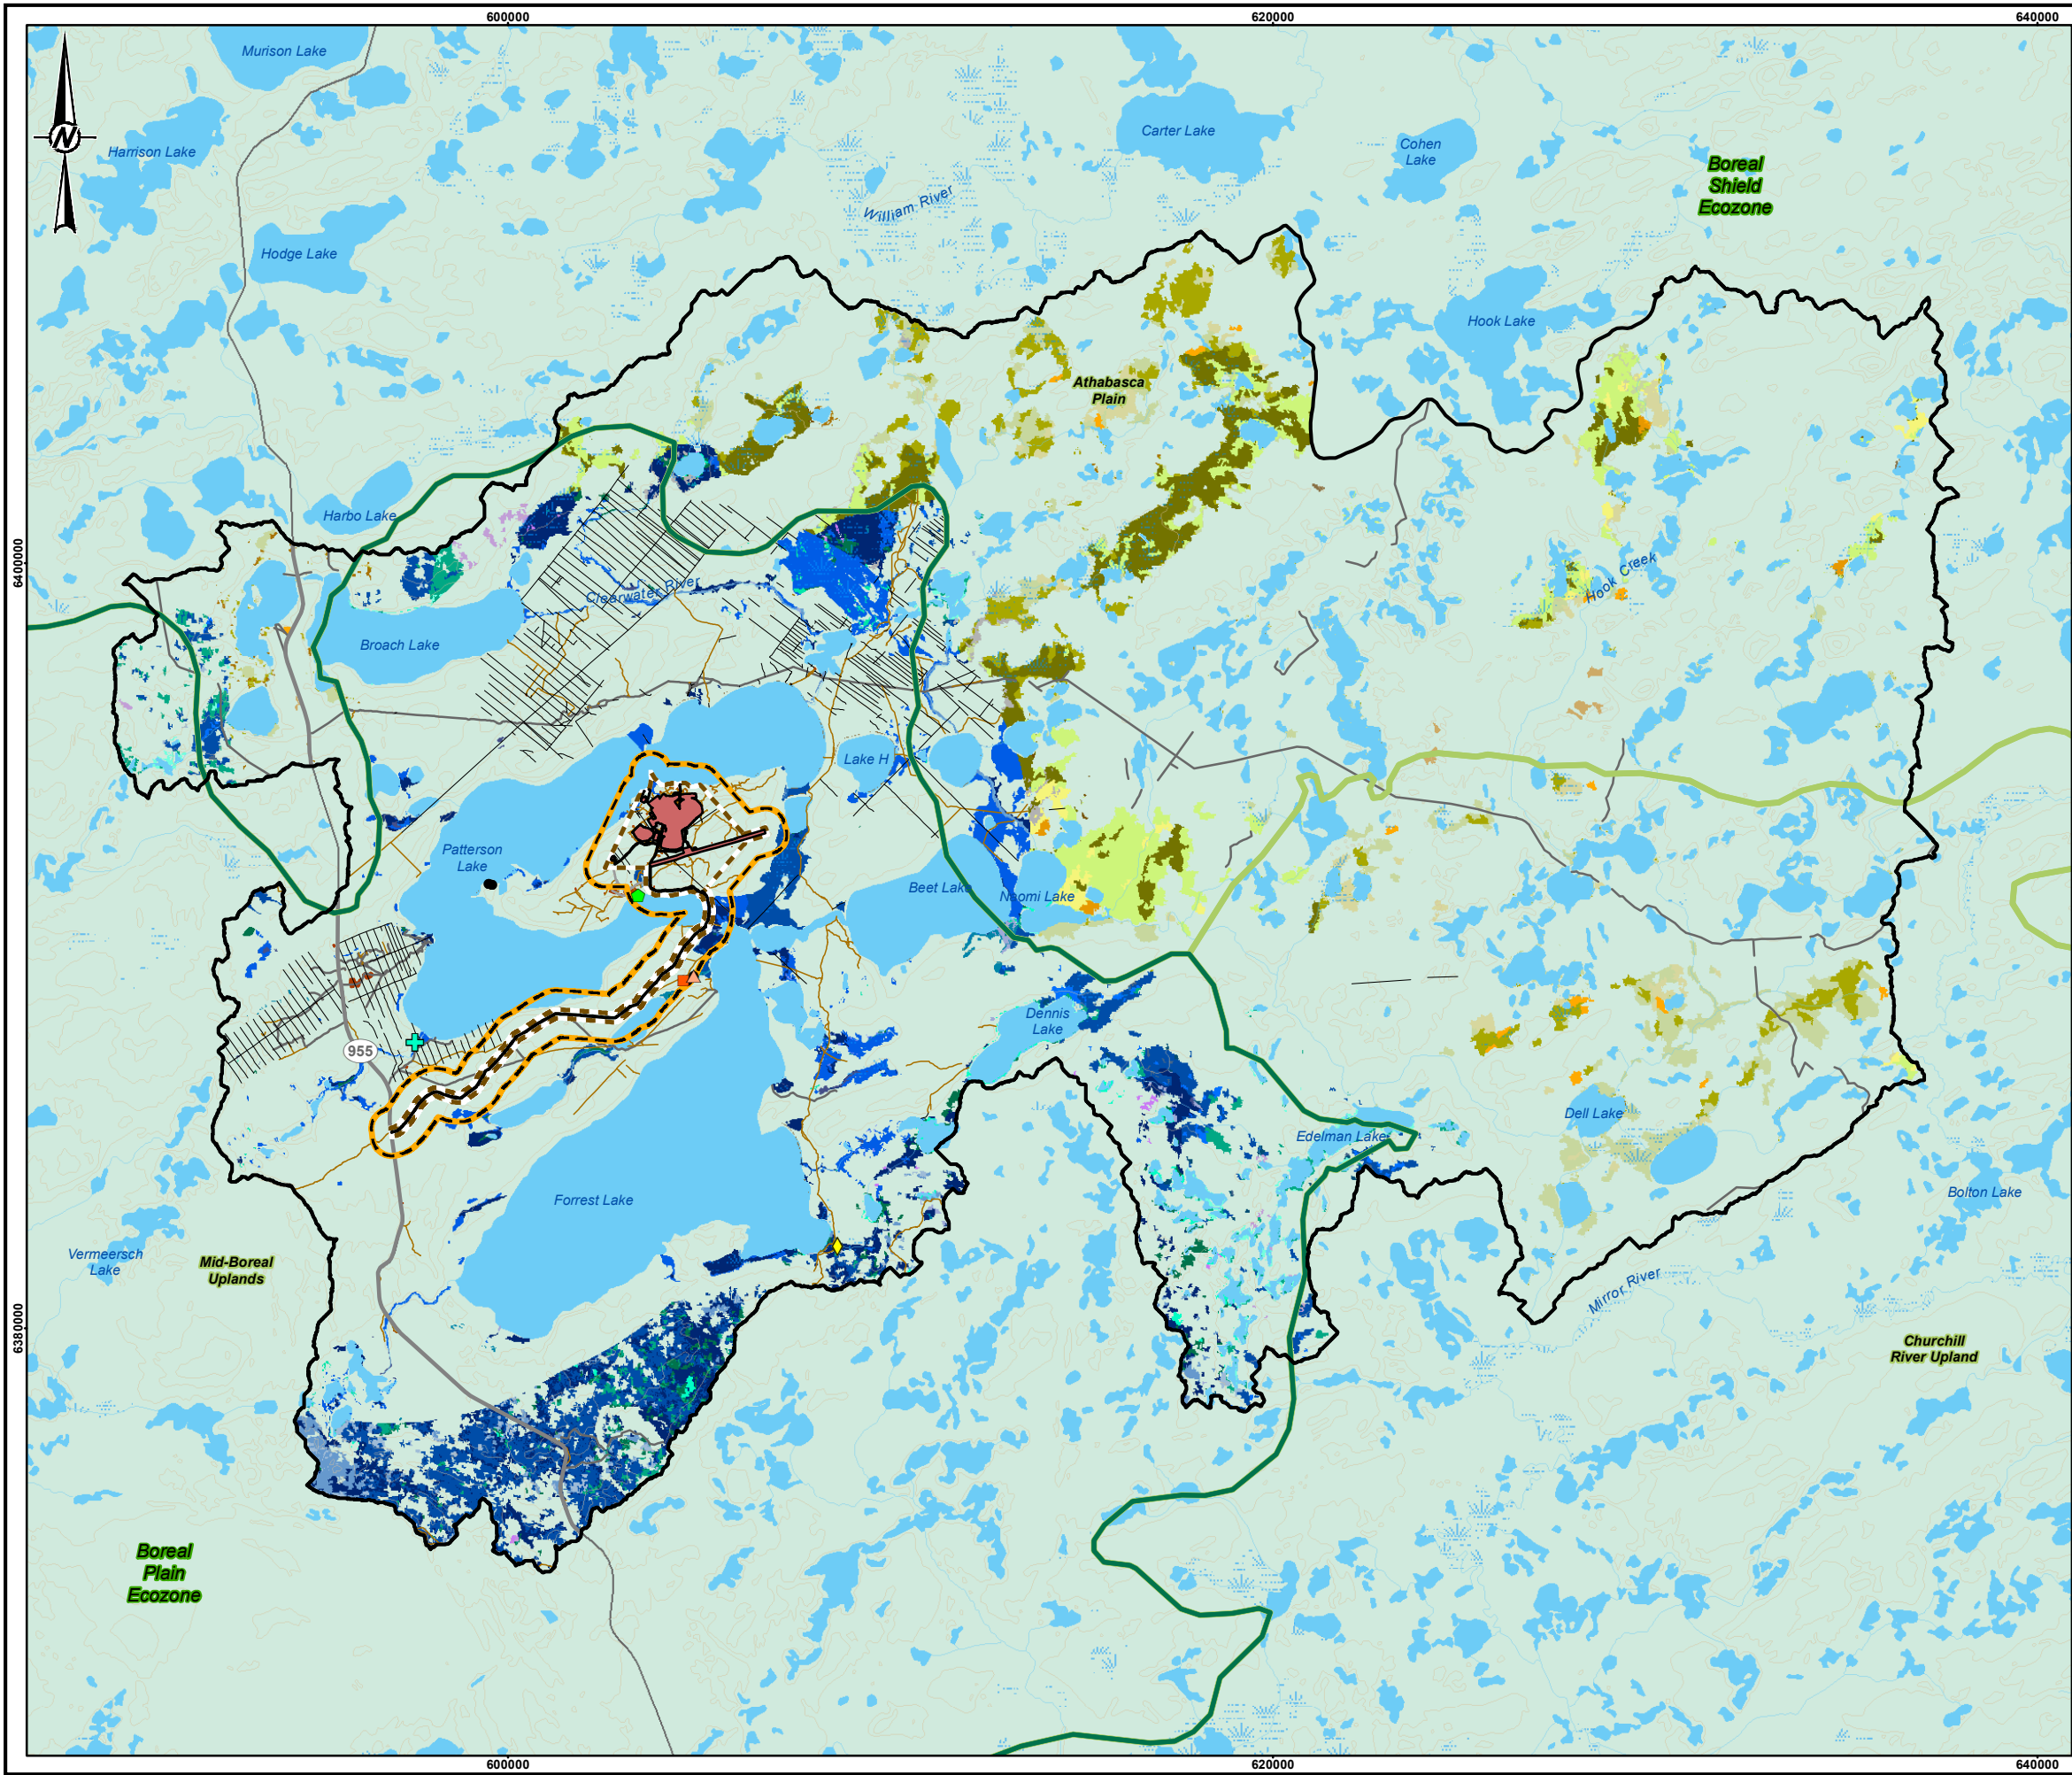 600000
620000
640000
Murison Lake
N
Harrison Lake
Carter Lake
Cohen
Lake
Boreal
Shield
Ecozone
William River
Hodge Lake
Hook Lake
Athabasca
Plain
Harbo Lake
6400000
Clearwater River
Hook Creek
Broach Lake
Lake H
Patterson
Lake
Beet Lake
Naomi Lake
Dennis
Lake
955
Dell Lake
Edelman Lake
Forrest Lake
Bolton Lake
Vermeersch
Lake
Mid-Boreal
Uplands
Mirror River
6380000
Churchill
River Upland
Boreal
Plain
Ecozone
600000
620000
640000